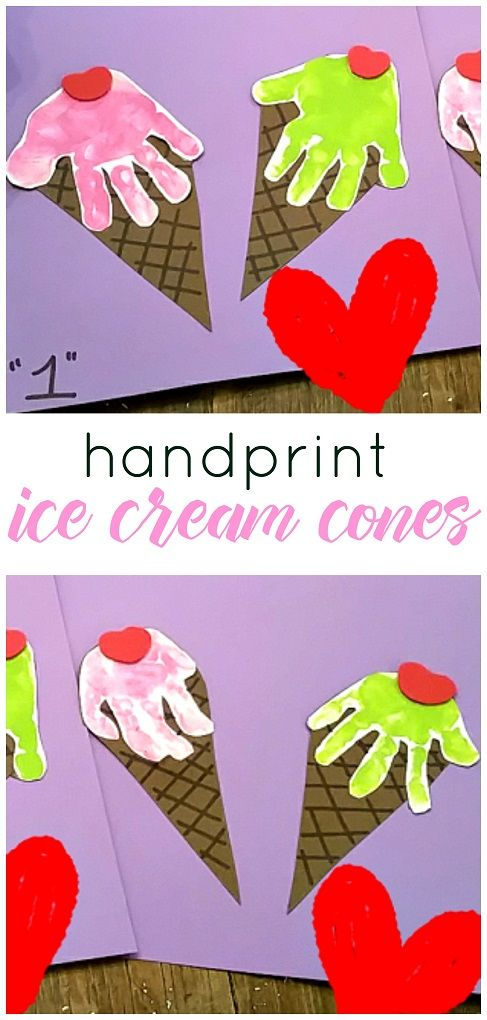 "1"
handprint
ice cream cones